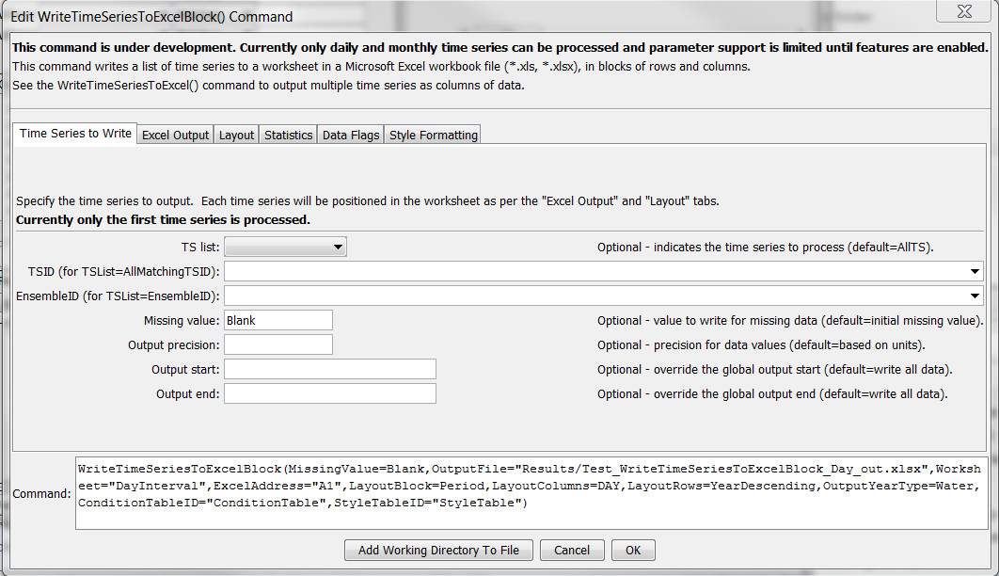 Edit WriteTimeSeriesToExcelBlock() Command
This command is under development. Currently only daily and monthly time series can be processed and parameter support is limited until features are enabled.
This command writes a list of time series to a worksheet in a Microsoft Excel workbook file (*.xls, *.xlsx), in blocks of rows and columns.
See the WriteTimeSeriesToExcel() command to output multiple time series as columns of data.
Time Series to Write Excel Output Layout Statistics Data Flags Style Formatting
Specify the time series to output. Each time series will be positioned in the worksheet as per the "Excel Output" and "Layout" tabs.
Currently only the first time series is processed.
TS list: Optional - indicates the time series to process (default=AllTS).
TSID (for TSList=AllMatchingTSID):
EnsembleID (for TSList=EnsembleID):
Missing value: Blank Optional - value to write for missing data (default=initial missing value).
Output precision: Optional - precision for data values (default=based on units).
Output start: Optional - override the global output start (default=write all data).
Output end: Optional - override the global output end (default=write all data).
Command: WriteTimeSeriesToExcelBlock(MissingValue=Blank,OutputFile="Results/Test_WriteTimeSeriesToExcelBlock_Day_out.xlsx",Worksh
eet="DayInterval",ExcelAddress="A1",LayoutBlock=Period,LayoutColumns=DAY,LayoutRows=YearDescending,OutputYearType=Water,
ConditionTableID="ConditionTable",StyleTableID="StyleTable")
Add Working Directory To File Cancel OK